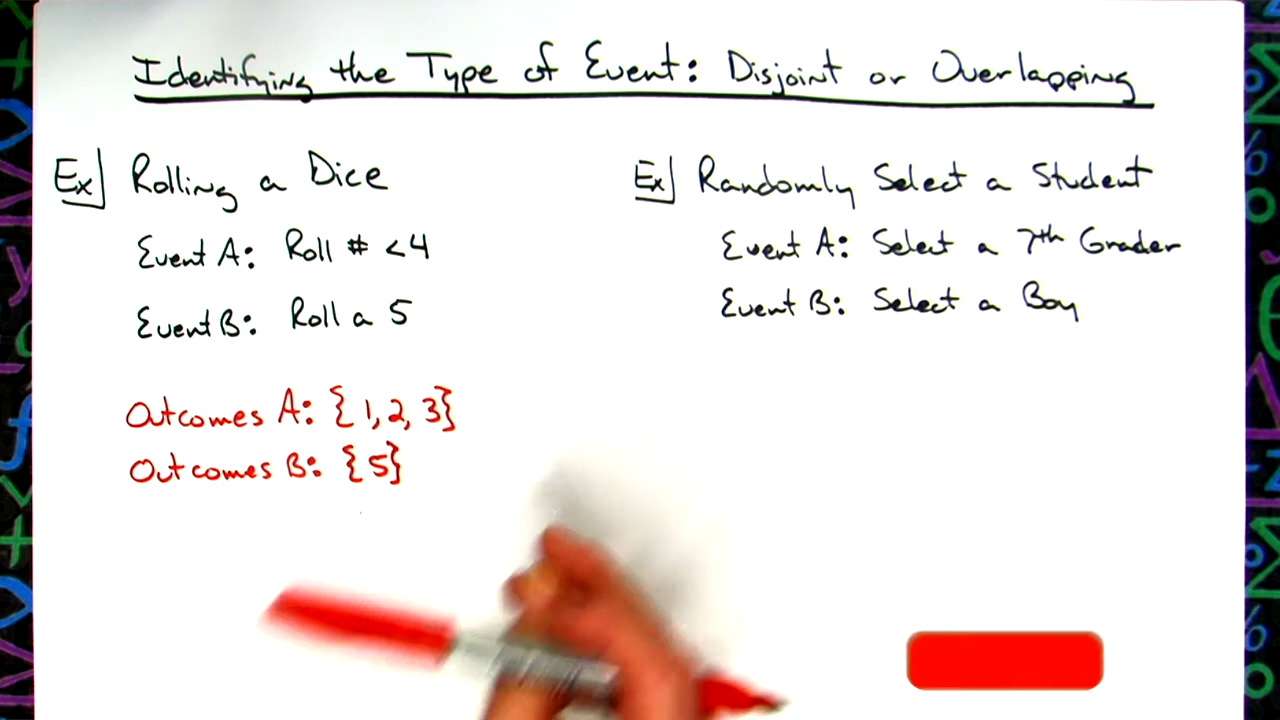 Identifying the Type of Event: Disjoint or Overlapping
Ex] Rolling a Dice
Event A: Roll # <4
Event B: Roll a 5
Outcomes A: {1, 2, 3}
Outcomes B: {5}
Ex] Randomly Select a Student
Event A: Select a 7th Grader
Event B: Select a Boy